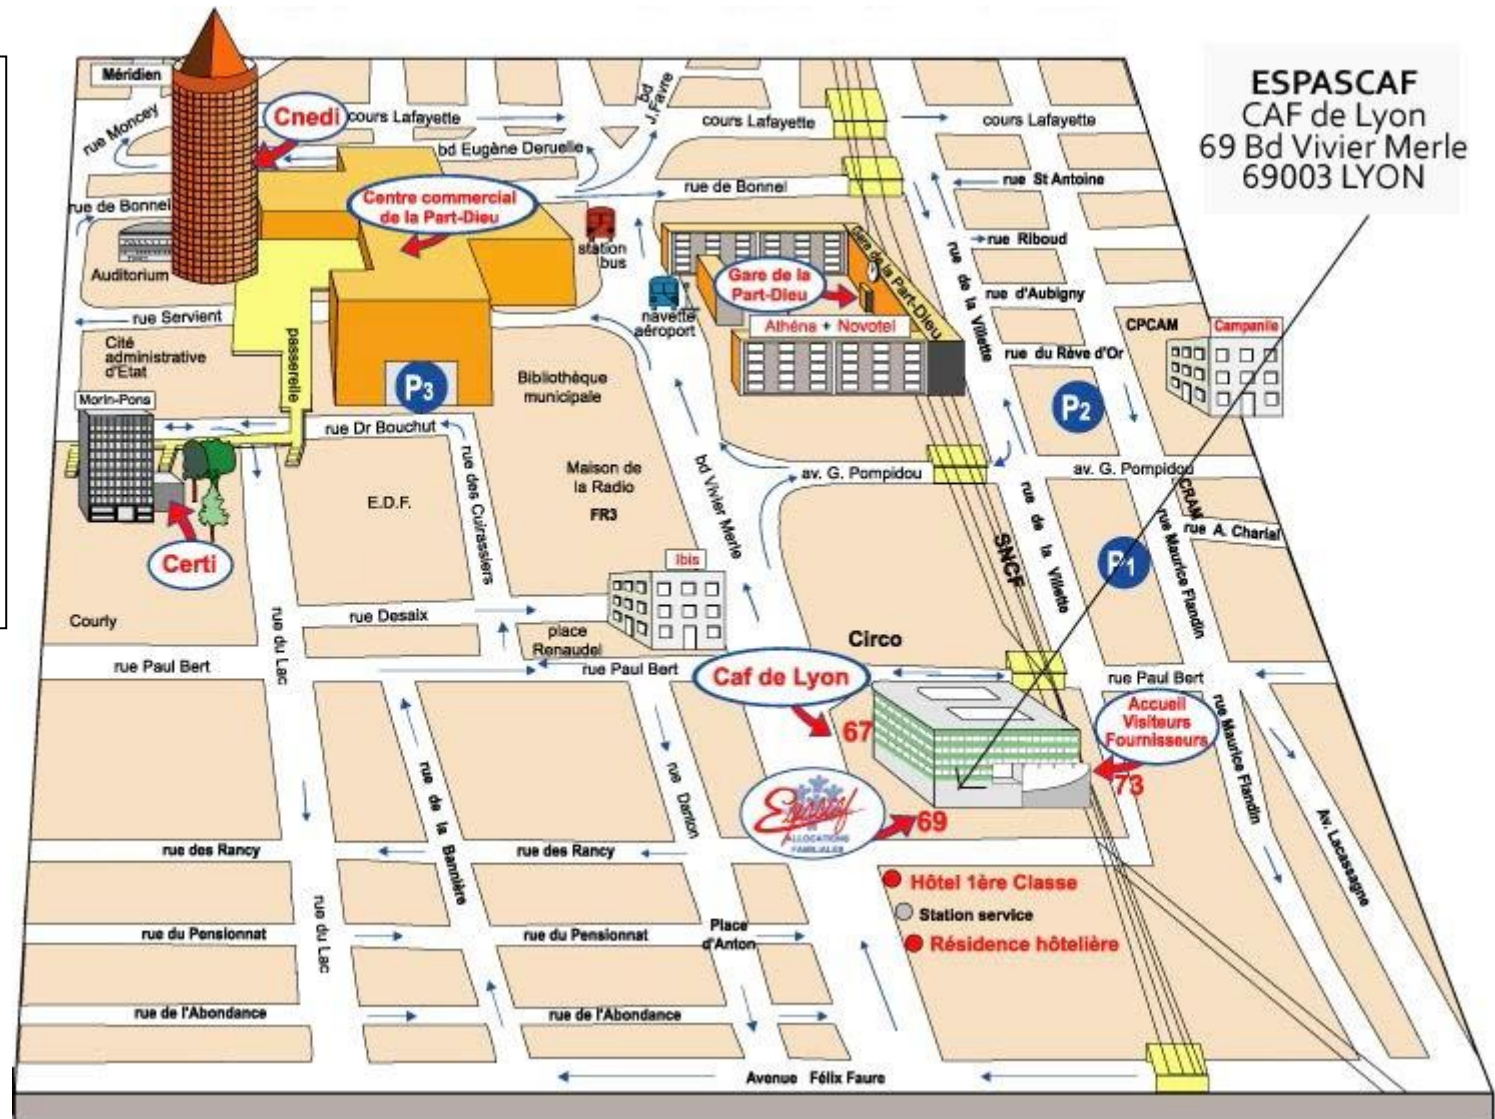 ESPASCAF
CAF de Lyon
69 Bd Vivier Merle
69003 LYON
Méridien
Cnedi
rue Moncey
cours Lafayette
bd J.Favre
cours Lafayette
cours Lafayette
bd Eugène Deruelle
rue de Bonnel
rue St Antoine
Centre commercial
de la Part-Dieu
rue de Bonnel
station
bus
rue Riboud
Auditorium
Gare de la Part-Dieu
Gare de la
Part-Dieu
rue de la Villette
rue d'Aubigny
navette
aéroport
rue Servient
Athéna + Novotel
CPCAM
Campanile
passerelle
Cité
administrative
d'Etat
rue du Rêve d'Or
P3
Bibliothèque
municipale
P2
Morin-Pons
rue Dr Bouchut
rue des Cuirassiers
Maison de
la Radio
FR3
bd Vivier Merle
av. G. Pompidou
av. G. Pompidou
CRAM
E.D.F.
rue A. Charial
rue Maurice Flandin
SNCF
rue de la Villette
P1
Certi
Ibis
Courly
rue du Lac
rue Desaix
place
Renaudel
Circo
rue Paul Bert
rue Paul Bert
rue Paul Bert
Caf de Lyon
67
Accueil
Visiteurs
Fournisseurs
73
rue Maurice Flandin
rue de la Bannière
rue Danton
ALLOCATIONS
FAMILIALES
69
Av. Lacassagne
rue des Rancy
rue des Rancy
Hôtel 1ère Classe
Station service
Résidence hôtelière
rue du Lac
rue du Pensionnat
rue du Pensionnat
Place
d'Anton
rue de l'Abondance
rue de l'Abondance
Avenue Félix Faure